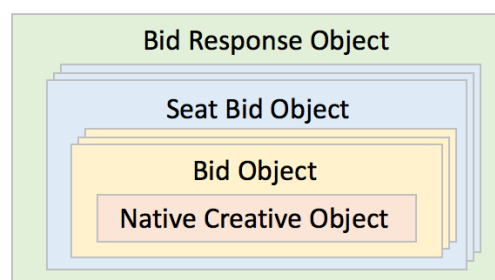 Bid Response Object
Seat Bid Object
Bid Object
Native Creative Object